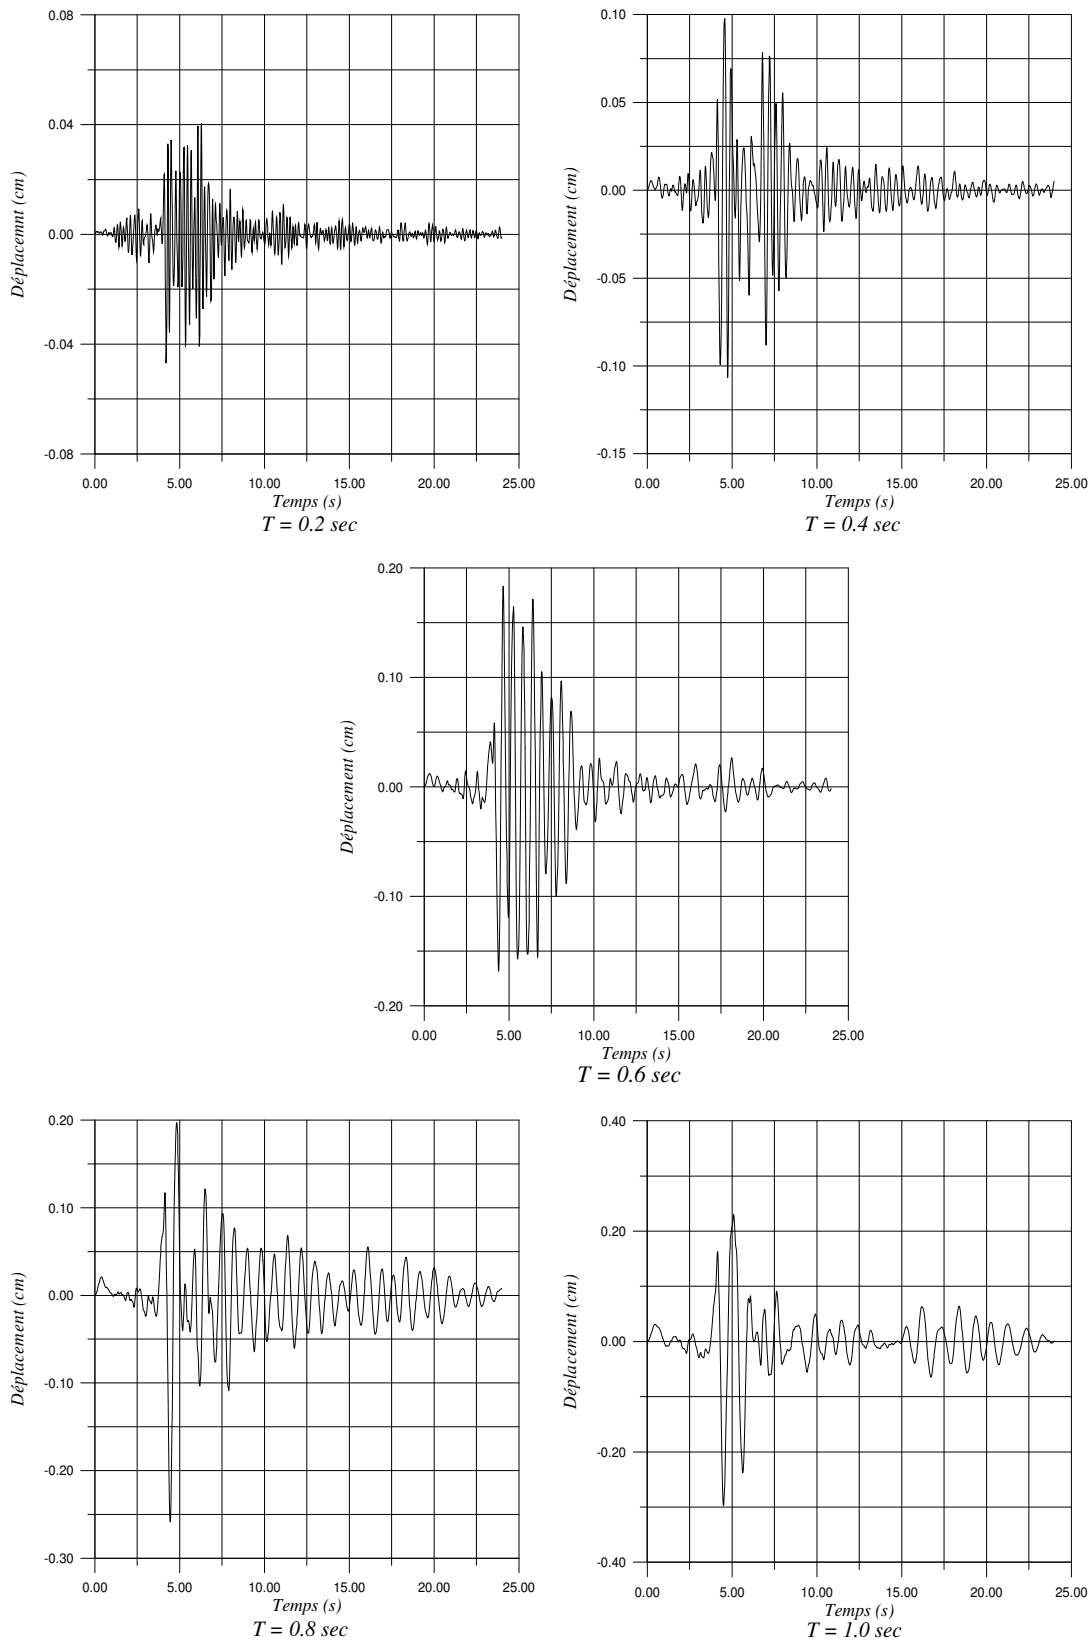 0.08
0.04
0.00
-0.04
-0.08
Déplacemnt (cm)
0.00 5.00 10.00 15.00 20.00 25.00
Temps (s)
T = 0.2 sec
0.10
0.05
0.00
-0.05
-0.10
-0.15
Déplacement (cm)
0.00 5.00 10.00 15.00 20.00 25.00
Temps (s)
T = 0.4 sec
0.20
0.10
0.00
-0.10
-0.20
Déplacement (cm)
0.00 5.00 10.00 15.00 20.00 25.00
Temps (s)
T = 0.6 sec
0.20
0.10
0.00
-0.10
-0.20
-0.30
Déplacement (cm)
0.00 5.00 10.00 15.00 20.00 25.00
Temps (s)
T = 0.8 sec
0.40
0.20
0.00
-0.20
-0.40
Déplacement (cm)
0.00 5.00 10.00 15.00 20.00 25.00
Temps (s)
T = 1.0 sec